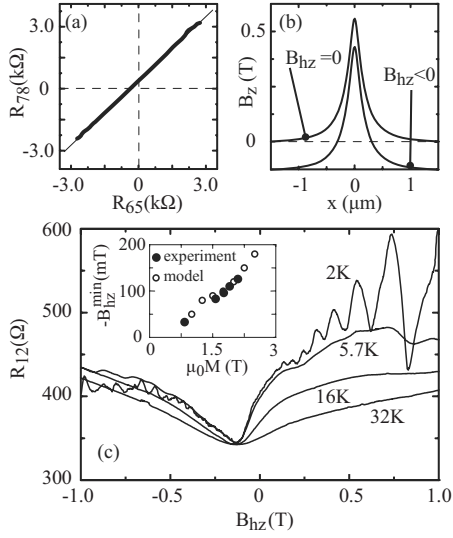 (a)
R78(kΩ)
3.0
0
-3.0
-3.0 0 3.0
R65(kΩ)
(b)
Bz(T)
0.5
0
Bhz=0
Bhz<0
-1 0 1
x (μm)
R12(Ω)
600
500
400
300
-Bhz^min(mT)
200
100
0
experiment
model
0 1.5 3
μ0M (T)
2K
5.7K
16K
32K
(c)
-1.0 -0.5 0 0.5 1.0
Bhz(T)